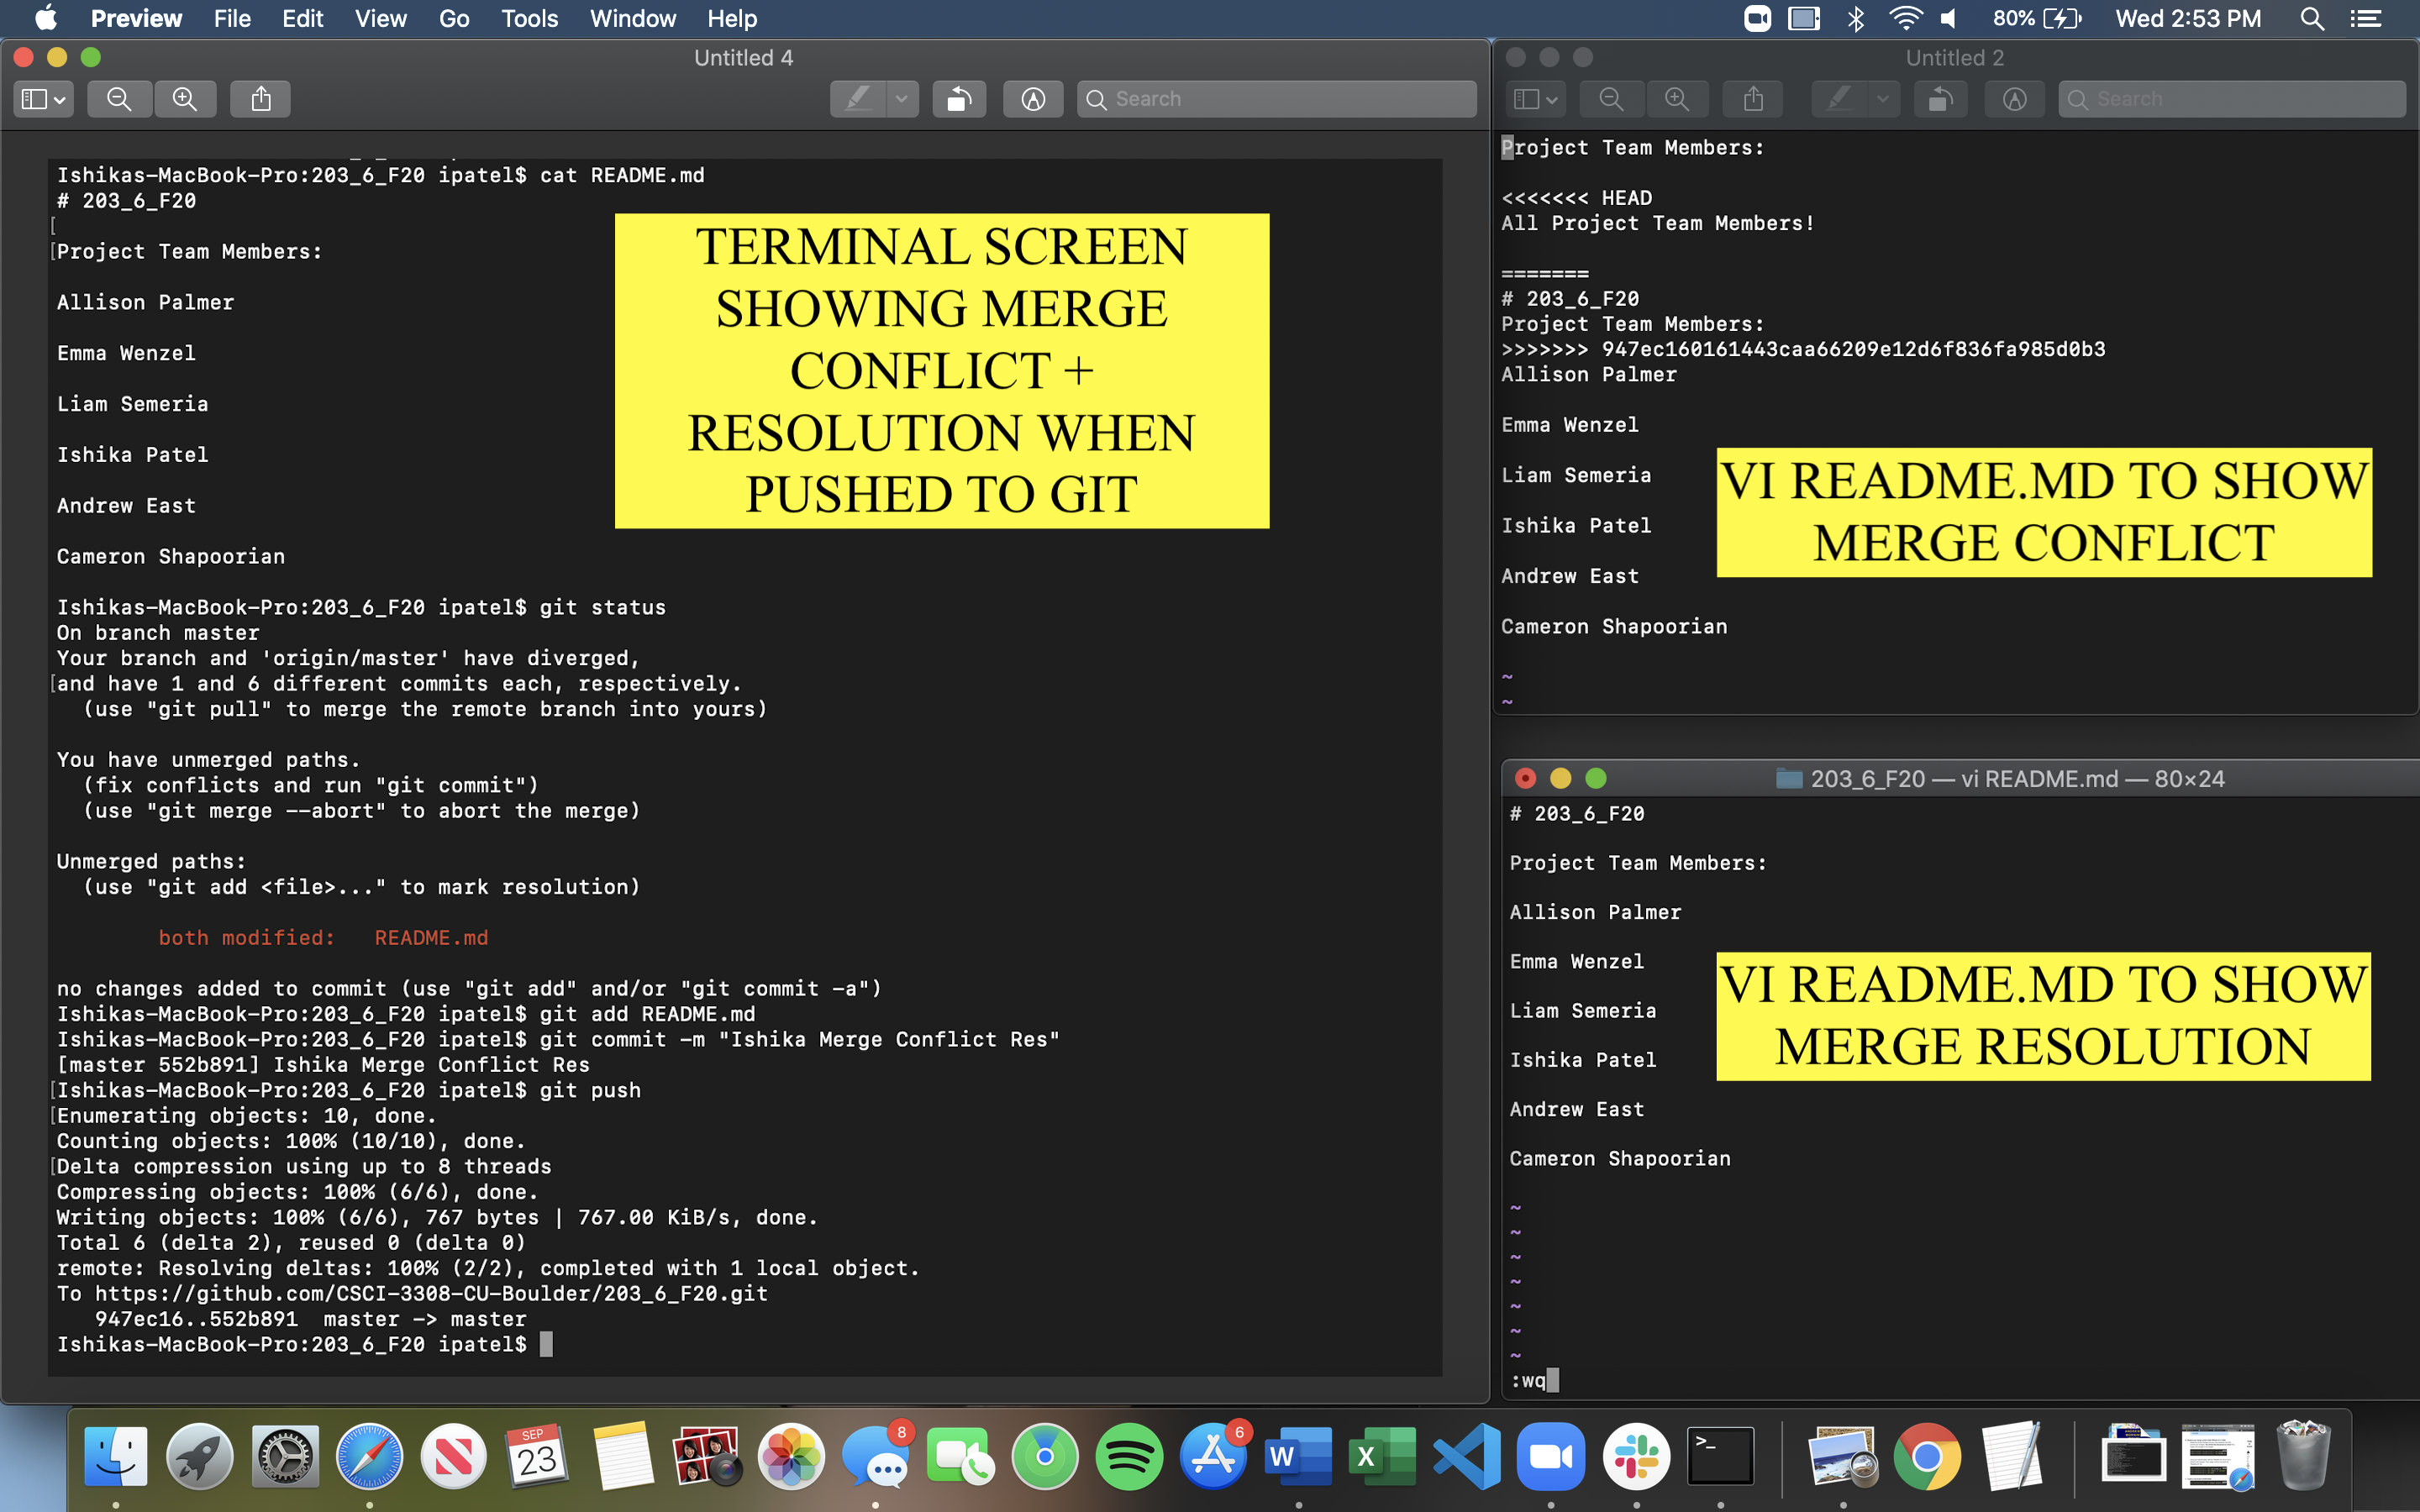 Preview File Edit View Go Tools Window Help
80% Wed 2:53 PM
Untitled 4
Search
Ishikas-MacBook-Pro:203_6_F20 ipatel$ cat README.md
# 203_6_F20
[
[Project Team Members:
Allison Palmer
Emma Wenzel
Liam Semeria
Ishika Patel
Andrew East
Cameron Shapoorian
Ishikas-MacBook-Pro:203_6_F20 ipatel$ git status
On branch master
Your branch and 'origin/master' have diverged,
[and have 1 and 6 different commits each, respectively.
(use "git pull" to merge the remote branch into yours)
You have unmerged paths.
(fix conflicts and run "git commit")
(use "git merge --abort" to abort the merge)
Unmerged paths:
(use "git add <file>..." to mark resolution)
both modified: README.md
no changes added to commit (use "git add" and/or "git commit -a")
Ishikas-MacBook-Pro:203_6_F20 ipatel$ git add README.md
Ishikas-MacBook-Pro:203_6_F20 ipatel$ git commit -m "Ishika Merge Conflict Res"
[master 552b891] Ishika Merge Conflict Res
[Ishikas-MacBook-Pro:203_6_F20 ipatel$ git push
[Enumerating objects: 10, done.
Counting objects: 100% (10/10), done.
[Delta compression using up to 8 threads
Compressing objects: 100% (6/6), done.
Writing objects: 100% (6/6), 767 bytes | 767.00 KiB/s, done.
Total 6 (delta 2), reused 0 (delta 0)
remote: Resolving deltas: 100% (2/2), completed with 1 local object.
To https://github.com/CSCI-3308-CU-Boulder/203_6_F20.git
947ec16..552b891 master -> master
Ishikas-MacBook-Pro:203_6_F20 ipatel$
TERMINAL SCREEN
SHOWING MERGE
CONFLICT +
RESOLUTION WHEN
PUSHED TO GIT
Untitled 2
Search
Project Team Members:
<<<<<<< HEAD
All Project Team Members!
=======
# 203_6_F20
Project Team Members:
>>>>>>> 947ec160161443caa66209e12d6f836fa985d0b3
Allison Palmer
Emma Wenzel
Liam Semeria
Ishika Patel
Andrew East
Cameron Shapoorian
~
~
VI README.MD TO SHOW
MERGE CONFLICT
203_6_F20 — vi README.md — 80×24
# 203_6_F20
Project Team Members:
Allison Palmer
Emma Wenzel
Liam Semeria
Ishika Patel
Andrew East
Cameron Shapoorian
~
~
~
~
~
~
~
:wq
VI README.MD TO SHOW
MERGE RESOLUTION
SEP
23
8
6
W
X
>_